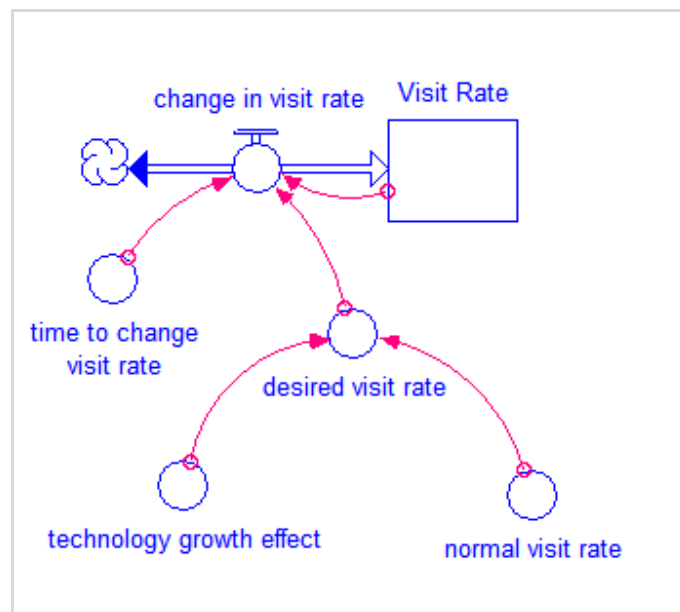 change in visit rate
Visit Rate
time to change
visit rate
desired visit rate
technology growth effect
normal visit rate